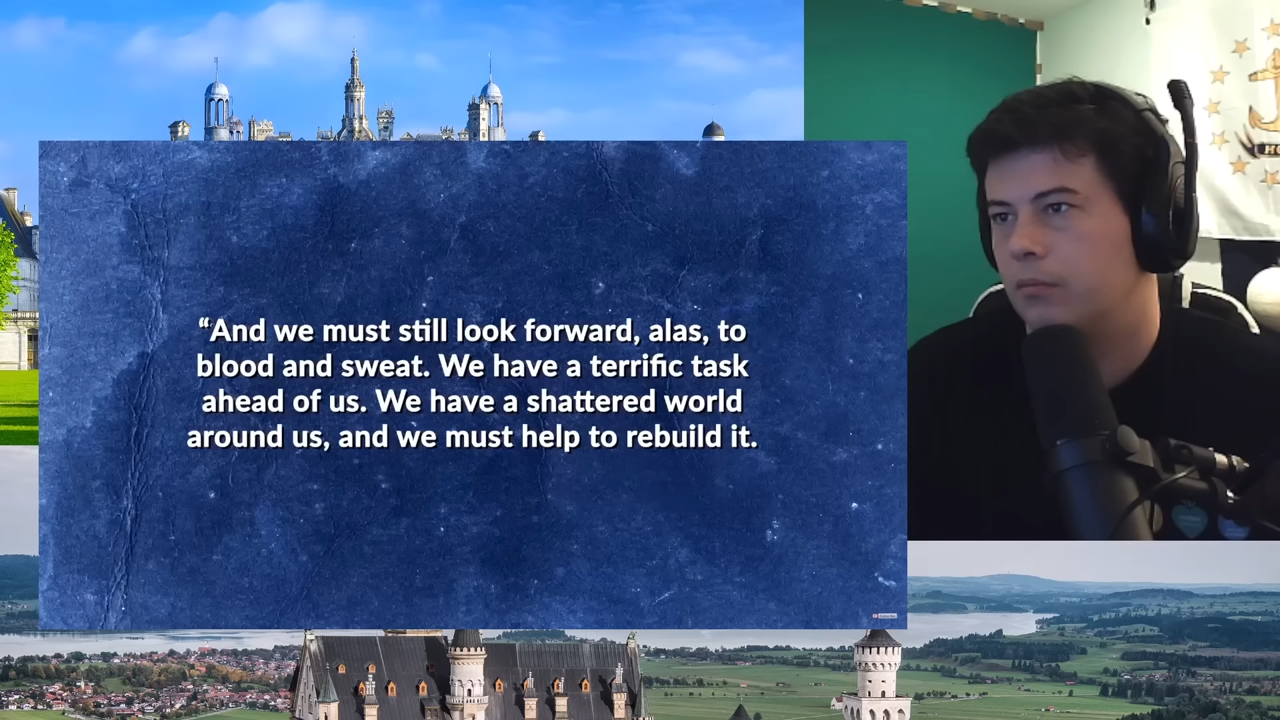 “And we must still look forward, alas, to
blood and sweat. We have a terrific task
ahead of us. We have a shattered world
around us, and we must help to rebuild it.
HO